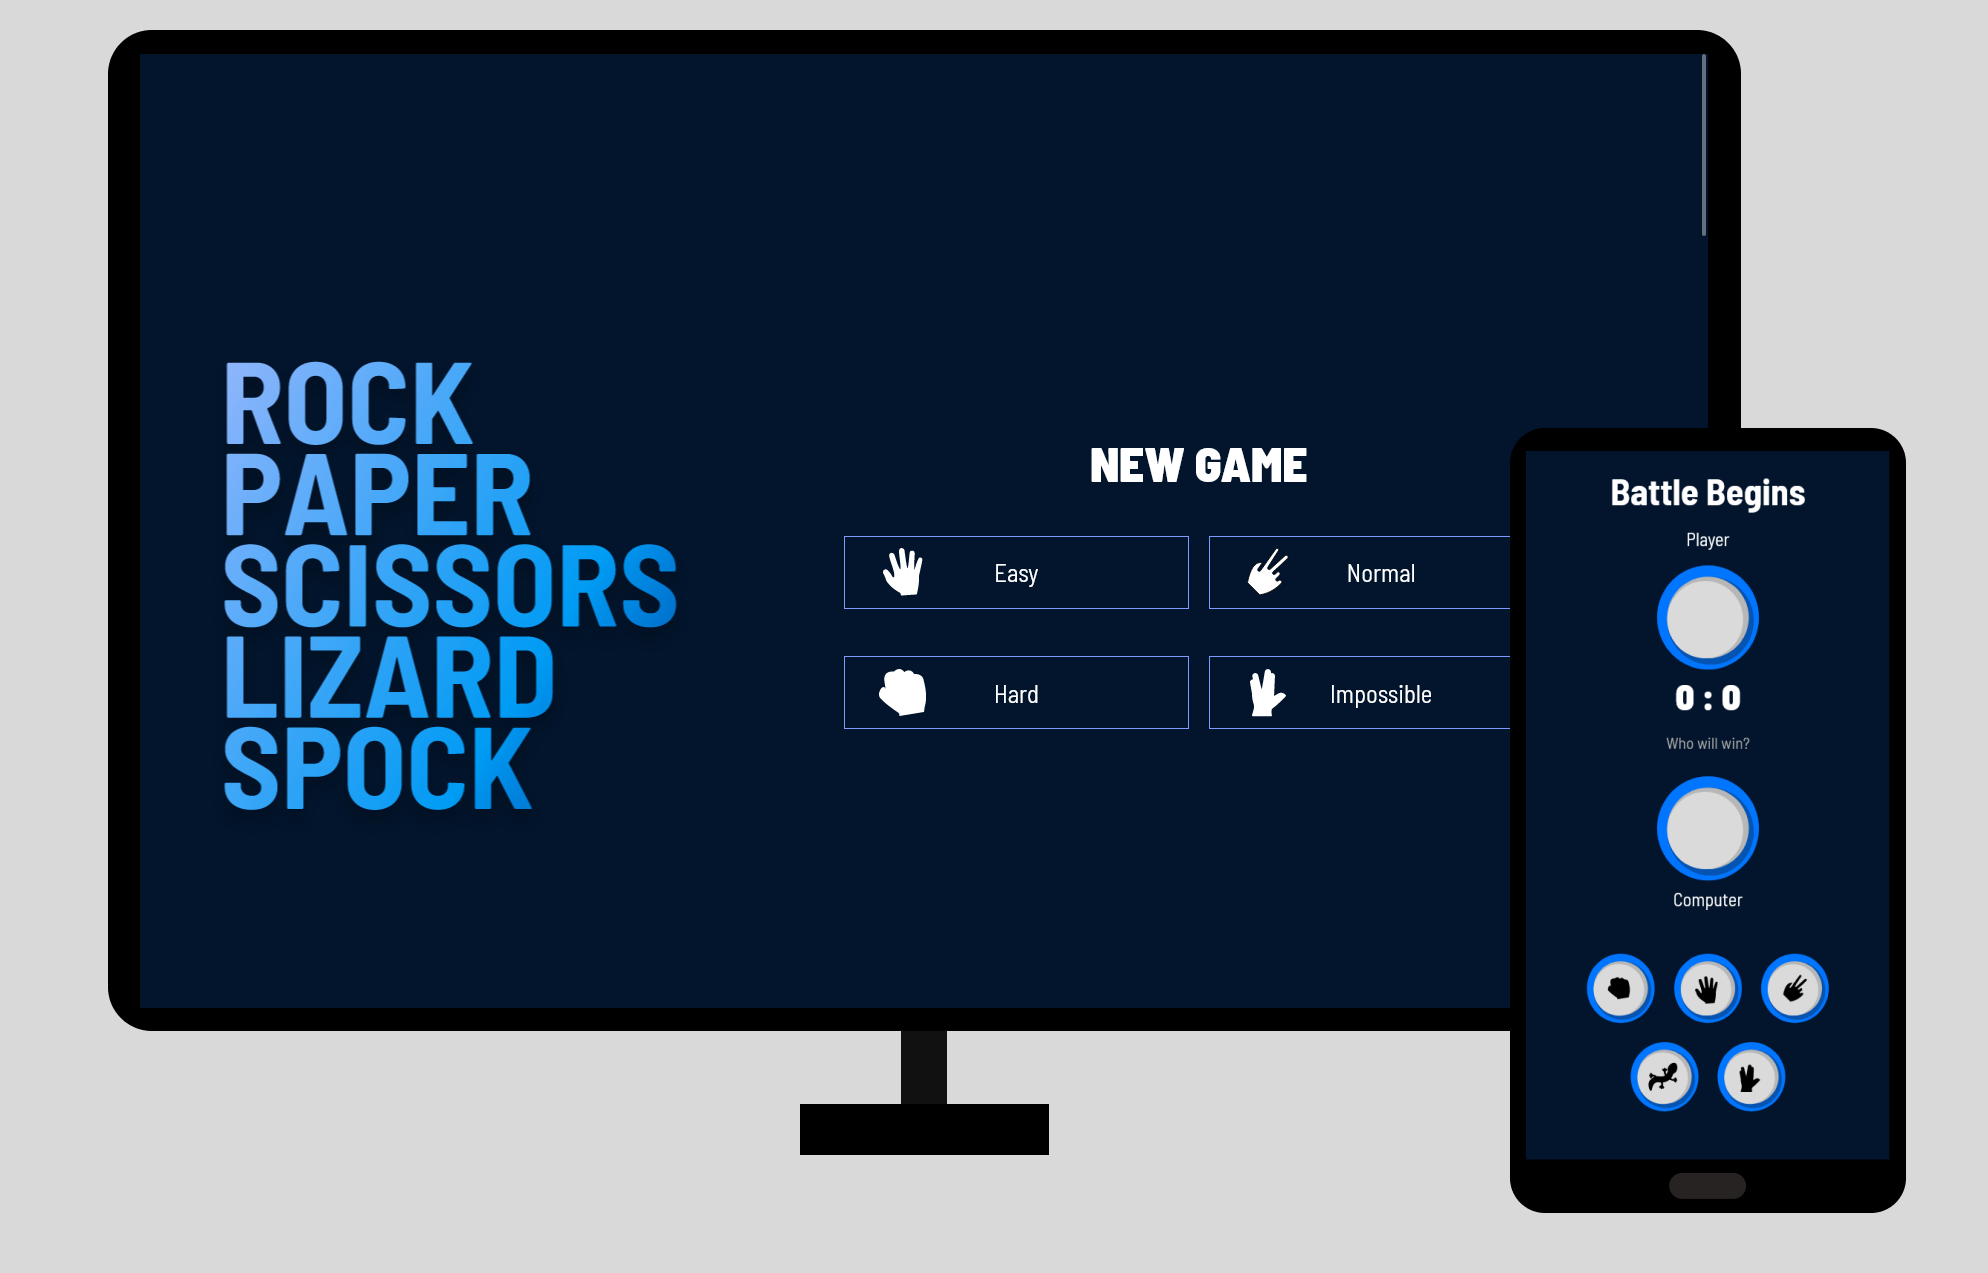 ROCK
PAPER
SCISSORS
LIZARD
SPOCK
NEW GAME
Easy
Normal
Hard
Impossible
Battle Begins
Player
0 : 0
Who will win?
Computer